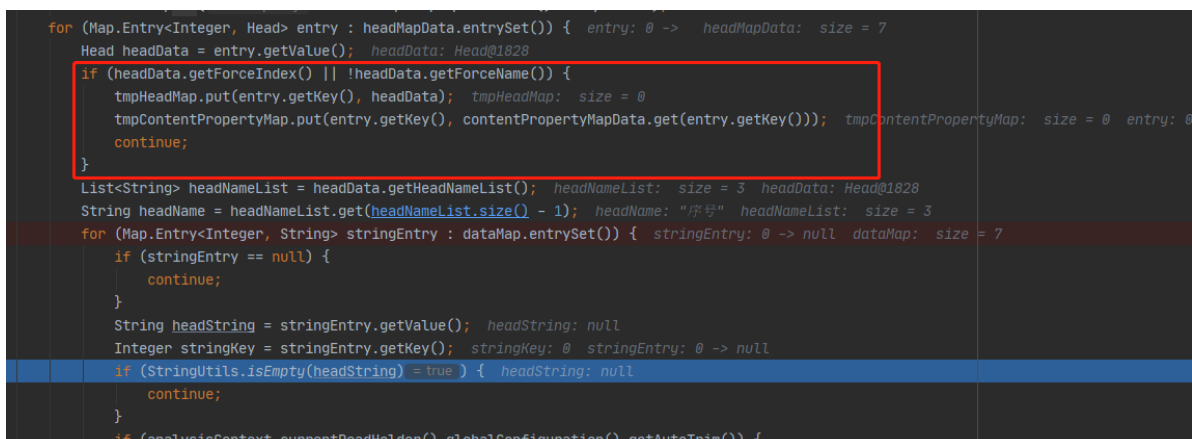 for (Map.Entry<Integer, Head> entry : headMapData.entrySet()) { entry: 0 -> headMapData: size = 7
Head headData = entry.getValue(); headData: Head@1828
if (headData.getForceIndex() || !headData.getForceName()) {
tmpHeadMap.put(entry.getKey(), headData); tmpHeadMap: size = 0
tmpContentPropertyMap.put(entry.getKey(), contentPropertyMapData.get(entry.getKey())); tmpContentPropertyMap: size = 0 entry: 0
continue;
}
List<String> headNameList = headData.getHeadNameList(); headNameList: size = 3 headData: Head@1828
String headName = headNameList.get(headNameList.size() - 1); headName: "序号" headNameList: size = 3
for (Map.Entry<Integer, String> stringEntry : dataMap.entrySet()) { stringEntry: 0 -> null dataMap: size = 7
if (stringEntry == null) {
continue;
}
String headString = stringEntry.getValue(); headString: null
Integer stringKey = stringEntry.getKey(); stringKey: 0 stringEntry: 0 -> null
if (StringUtils.isEmpty(headString) = true ) { headString: null
continue;
}
if (analysisContext.currentReadHolder().globalConfiguration().getAutoTrim()) {